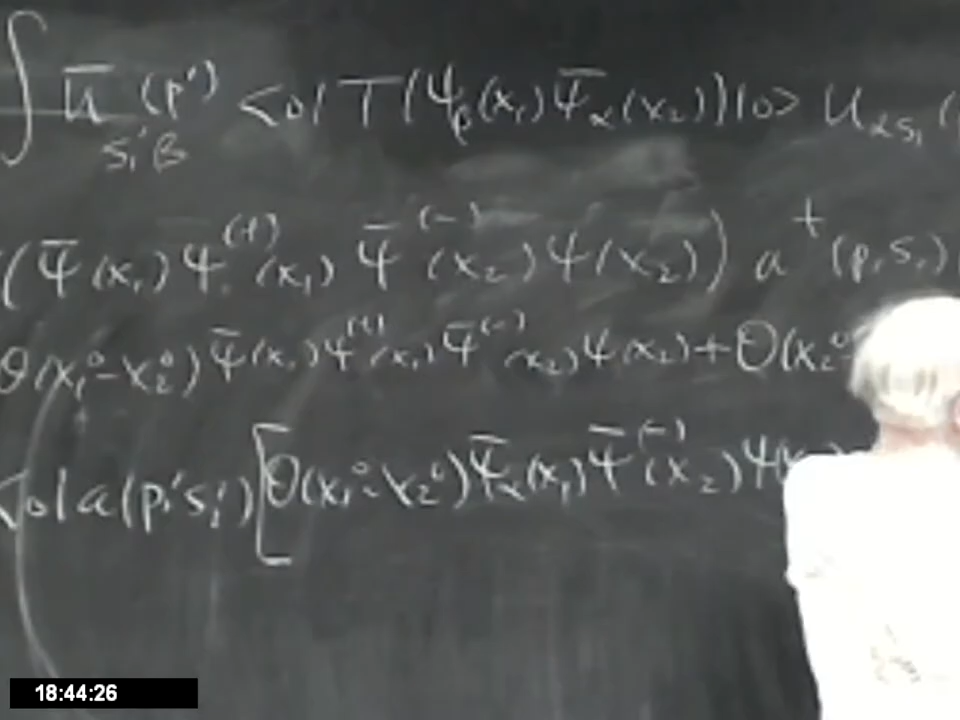 ∫ ū_{s₁'β}(p') <0|T(ψ_β(x₁)ψ̄_α(x₂))|0> u_{αs₁}(
(ψ̄(x₁)ψ^{(+)}(x₁)ψ̄^{(-)}(x₂)ψ(x₂)) a^+(p,s,)
Θ(x₁⁰-x₂⁰)ψ̄(x₁)ψ^{(+)}(x₁)ψ̄^{(-)}(x₂)ψ(x₂)+Θ(x₂⁰
<0|a(p,'s,')[Θ(x₁⁰-x₂⁰)ψ̄_α(x₁)ψ̄^{(-)}(x₂)ψ(x
18:44:26